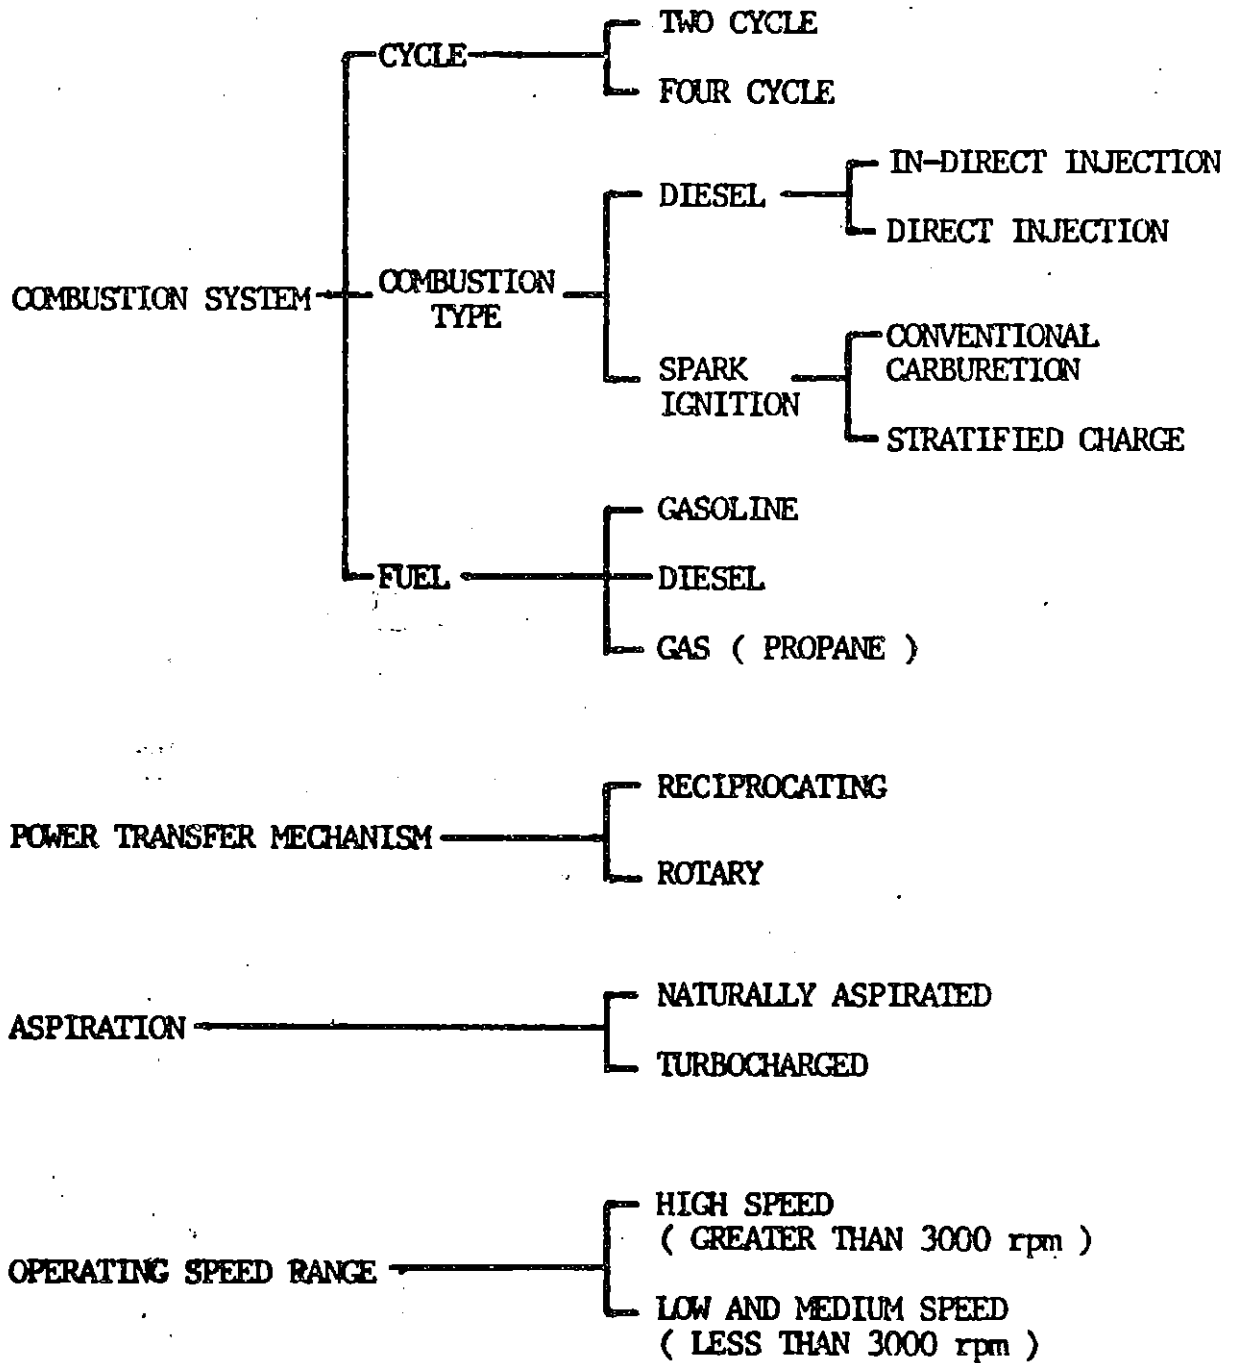 TWO CYCLE
CYCLE
FOUR CYCLE
IN-DIRECT INJECTION
DIESEL
DIRECT INJECTION
COMBUSTION SYSTEM
COMBUSTION
TYPE
CONVENTIONAL
CARBURETION
SPARK
IGNITION
STRATIFIED CHARGE
GASOLINE
FUEL
DIESEL
GAS ( PROPANE )
RECIPROCATING
POWER TRANSFER MECHANISM
ROTARY
NATURALLY ASPIRATED
ASPIRATION
TURBOCHARGED
HIGH SPEED
( GREATER THAN 3000 rpm )
OPERATING SPEED RANGE
LOW AND MEDIUM SPEED
( LESS THAN 3000 rpm )